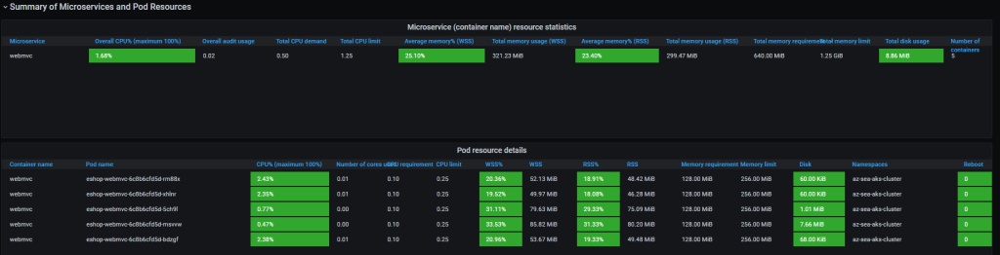 Summary of Microservices and Pod Resources
Microservice (container name) resource statistics
Microservice Overall CPU% (maximum 100%) Overall audit usage Total CPU demand Total CPU limit Average memory% (WSS) Total memory usage (WSS) Average memory% (RSS) Total memory usage (RSS) Total memory requirement Total memory limit Total disk usage Number of containers
webmvc 1.68% 0.02 0.50 1.25 25.10% 321.23 MiB 23.40% 299.47 MiB 640.00 MiB 1.25 GiB 8.86 MiB 5
Pod resource details
Container name Pod name CPU% (maximum 100%) Number of cores used CPU requirement CPU limit WSS% WSS RSS% RSS Memory requirement Memory limit Disk Namespaces Reboot
webmvc eshop-webmvc-6c8b6cfd5d-rm88x 2.43% 0.01 0.10 0.25 20.36% 52.13 MiB 18.91% 48.42 MiB 128.00 MiB 256.00 MiB 60.00 KiB az-sea-aks-cluster 0
webmvc 2.35% 0.01 0.10 0.25 19.52% 49.97 MiB 18.08% 46.28 MiB 128.00 MiB 256.00 MiB 60.00 KiB az-sea-aks-cluster 0
webmvc 0.77% 0.00 0.10 0.25 31.11% 79.63 MiB 29.33% 75.09 MiB 128.00 MiB 256.00 MiB 1.01 MiB az-sea-aks-cluster 0
webmvc eshop-webmvc-6c8b6cfd5d-msvvw 0.47% 0.00 0.10 0.25 33.53% 85.82 MiB 31.33% 80.20 MiB 128.00 MiB 256.00 MiB 7.66 MiB az-sea-aks-cluster 0
webmvc eshop-webmvc-6c8b6cfd5d-bdzgf 2.38% 0.01 0.10 0.25 20.96% 53.67 MiB 19.33% 49.48 MiB 128.00 MiB 256.00 MiB 68.00 KiB az-sea-aks-cluster 0